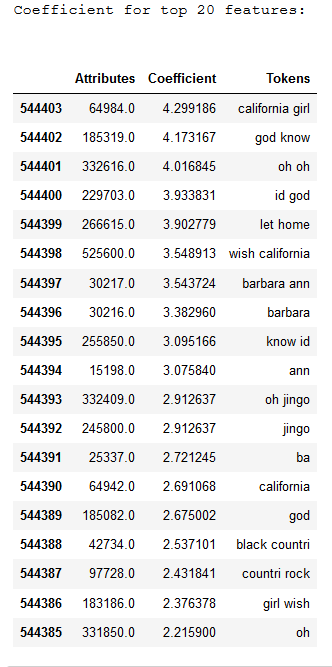 Coefficient for top 20 features:
Attributes Coefficient Tokens
544403 64984.0 4.299186 california girl
544402 185319.0 4.173167 god know
544401 332616.0 4.016845 oh oh
544400 229703.0 3.933831 id god
544399 266615.0 3.902779 let home
544398 525600.0 3.548913 wish california
544397 30217.0 3.543724 barbara ann
544396 30216.0 3.382960 barbara
544395 255850.0 3.095166 know id
544394 15198.0 3.075840 ann
544393 332409.0 2.912637 oh jingo
544392 245800.0 2.912637 jingo
544391 25337.0 2.721245 ba
544390 64942.0 2.691068 california
544389 185082.0 2.675002 god
544388 42734.0 2.537101 black countri
544387 97728.0 2.431841 countri rock
544386 183186.0 2.376378 girl wish
544385 331850.0 2.215900 oh